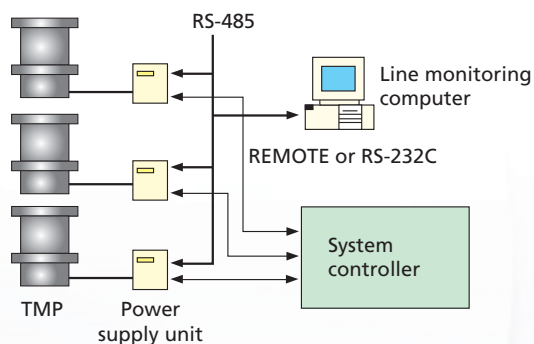 RS-485
Line monitoring
computer
REMOTE or RS-232C
System
controller
TMP
Power
supply unit